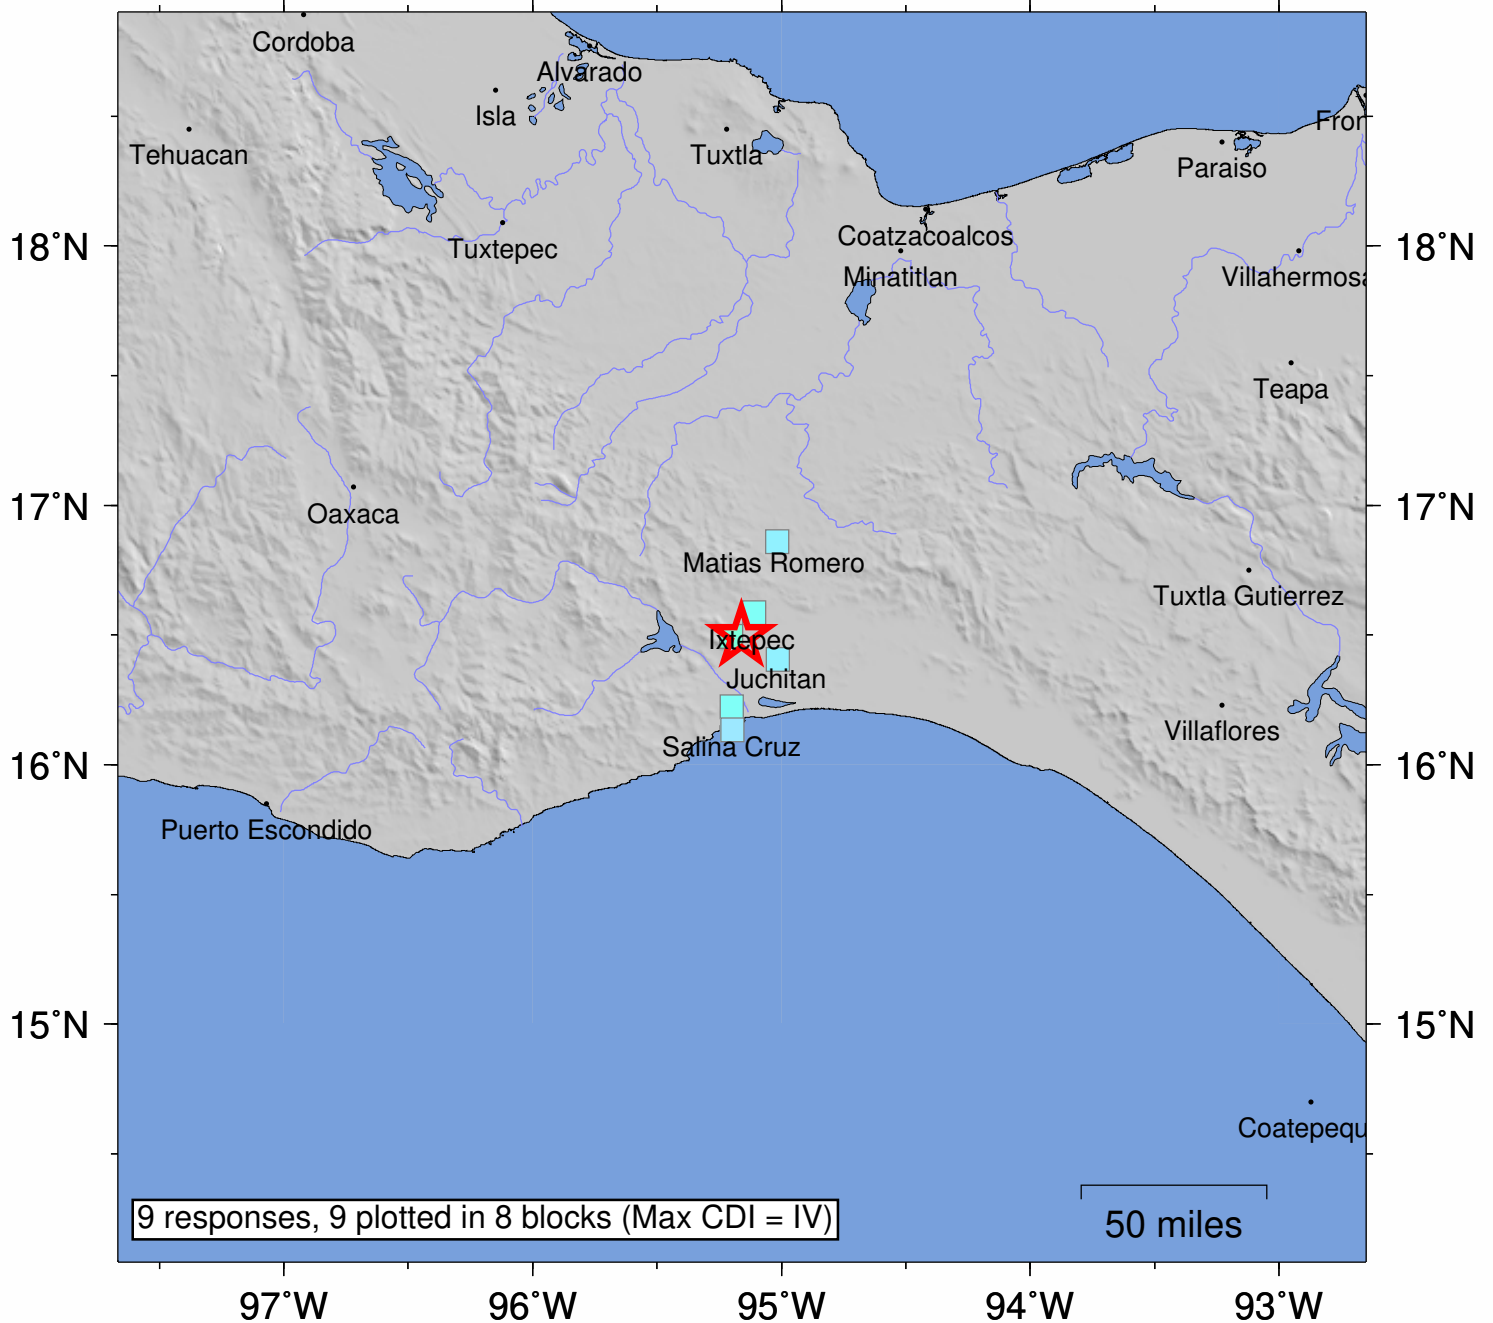 Cordoba
Alvarado
Isla
Fron
Tehuacan
Tuxtla
Paraiso
Coatzacoalcos
18°N
Tuxtepec
18°N
Minatitlan
Villahermosa
Teapa
17°N
Oaxaca
17°N
Matias Romero
Tuxtla Gutierrez
Ixtepec
Juchitan
Villaflores
Salina Cruz
16°N
16°N
Puerto Escondido
15°N
15°N
Coatepequ
9 responses, 9 plotted in 8 blocks (Max CDI = IV)
50 miles
97°W
96°W
95°W
94°W
93°W